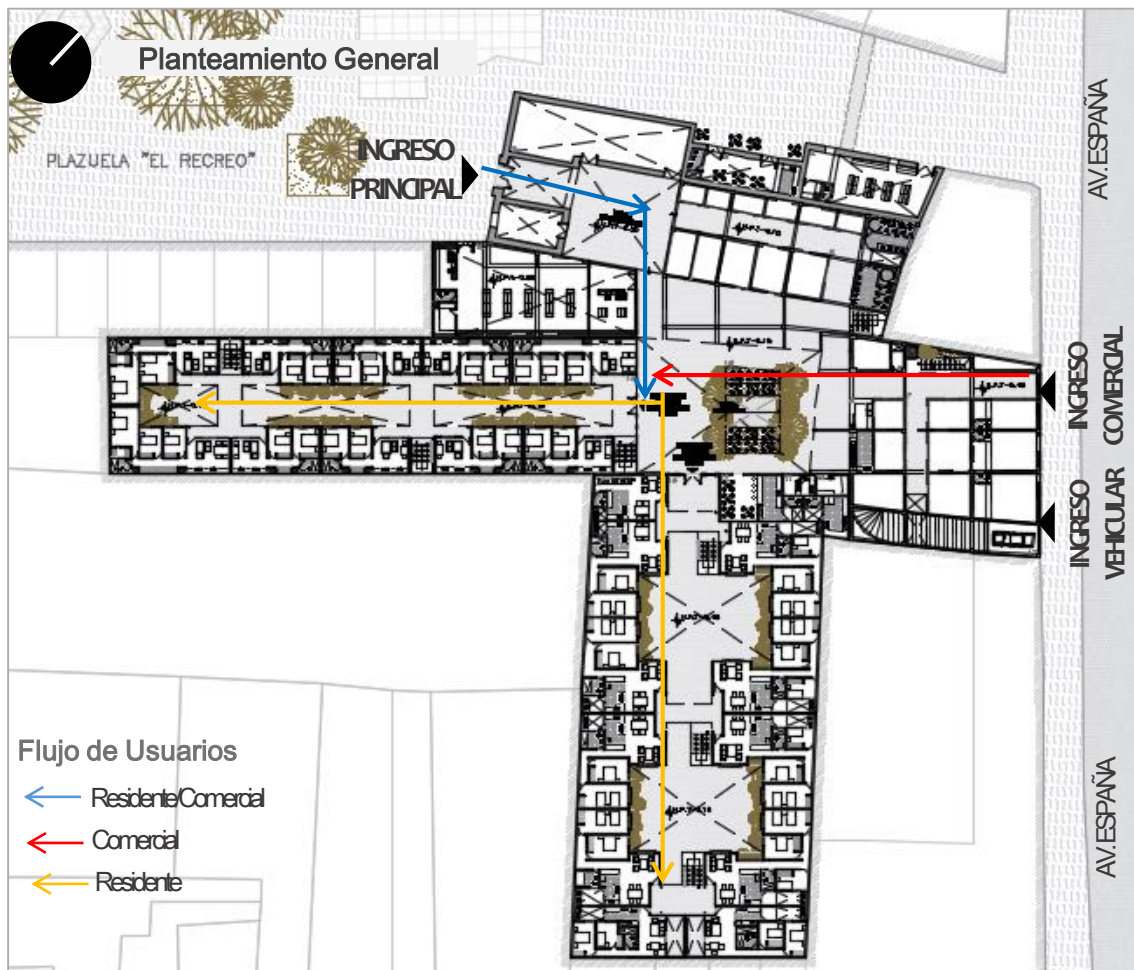 Planteamiento General
PLAZUELA "EL RECREO"
INGRESO
PRINCIPAL
AV. ESPAÑA
INGRESO
COMERCIAL
INGRESO
VEHICULAR
AV. ESPAÑA
Flujo de Usuarios
Residente/Comercial
Comercial
Residente